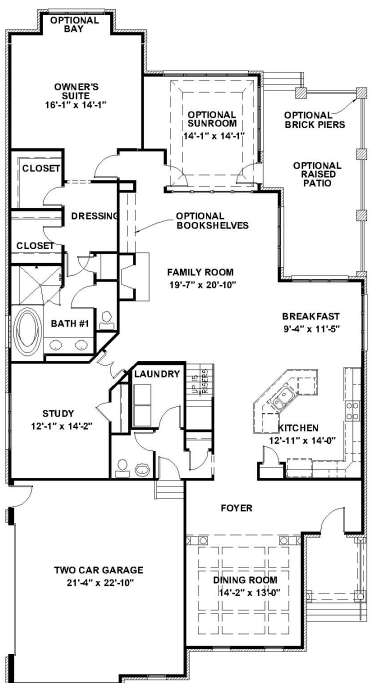 OPTIONAL
BAY
OWNER'S
SUITE
16'-1" x 14'-1"
OPTIONAL
SUNROOM
14'-1" x 14'-1"
OPTIONAL
BRICK PIERS
OPTIONAL
RAISED
PATIO
CLOSET
DRESSING
CLOSET
OPTIONAL
BOOKSHELVES
FAMILY ROOM
19'-7" x 20'-10"
BREAKFAST
9'-4" x 11'-5"
BATH #1
LAUNDRY
UP 15
RISERS
STUDY
12'-1" x 14'-2"
KITCHEN
12'-11" x 14'-0"
FOYER
TWO CAR GARAGE
21'-4" x 22'-10"
DINING ROOM
14'-2" x 13'-0"